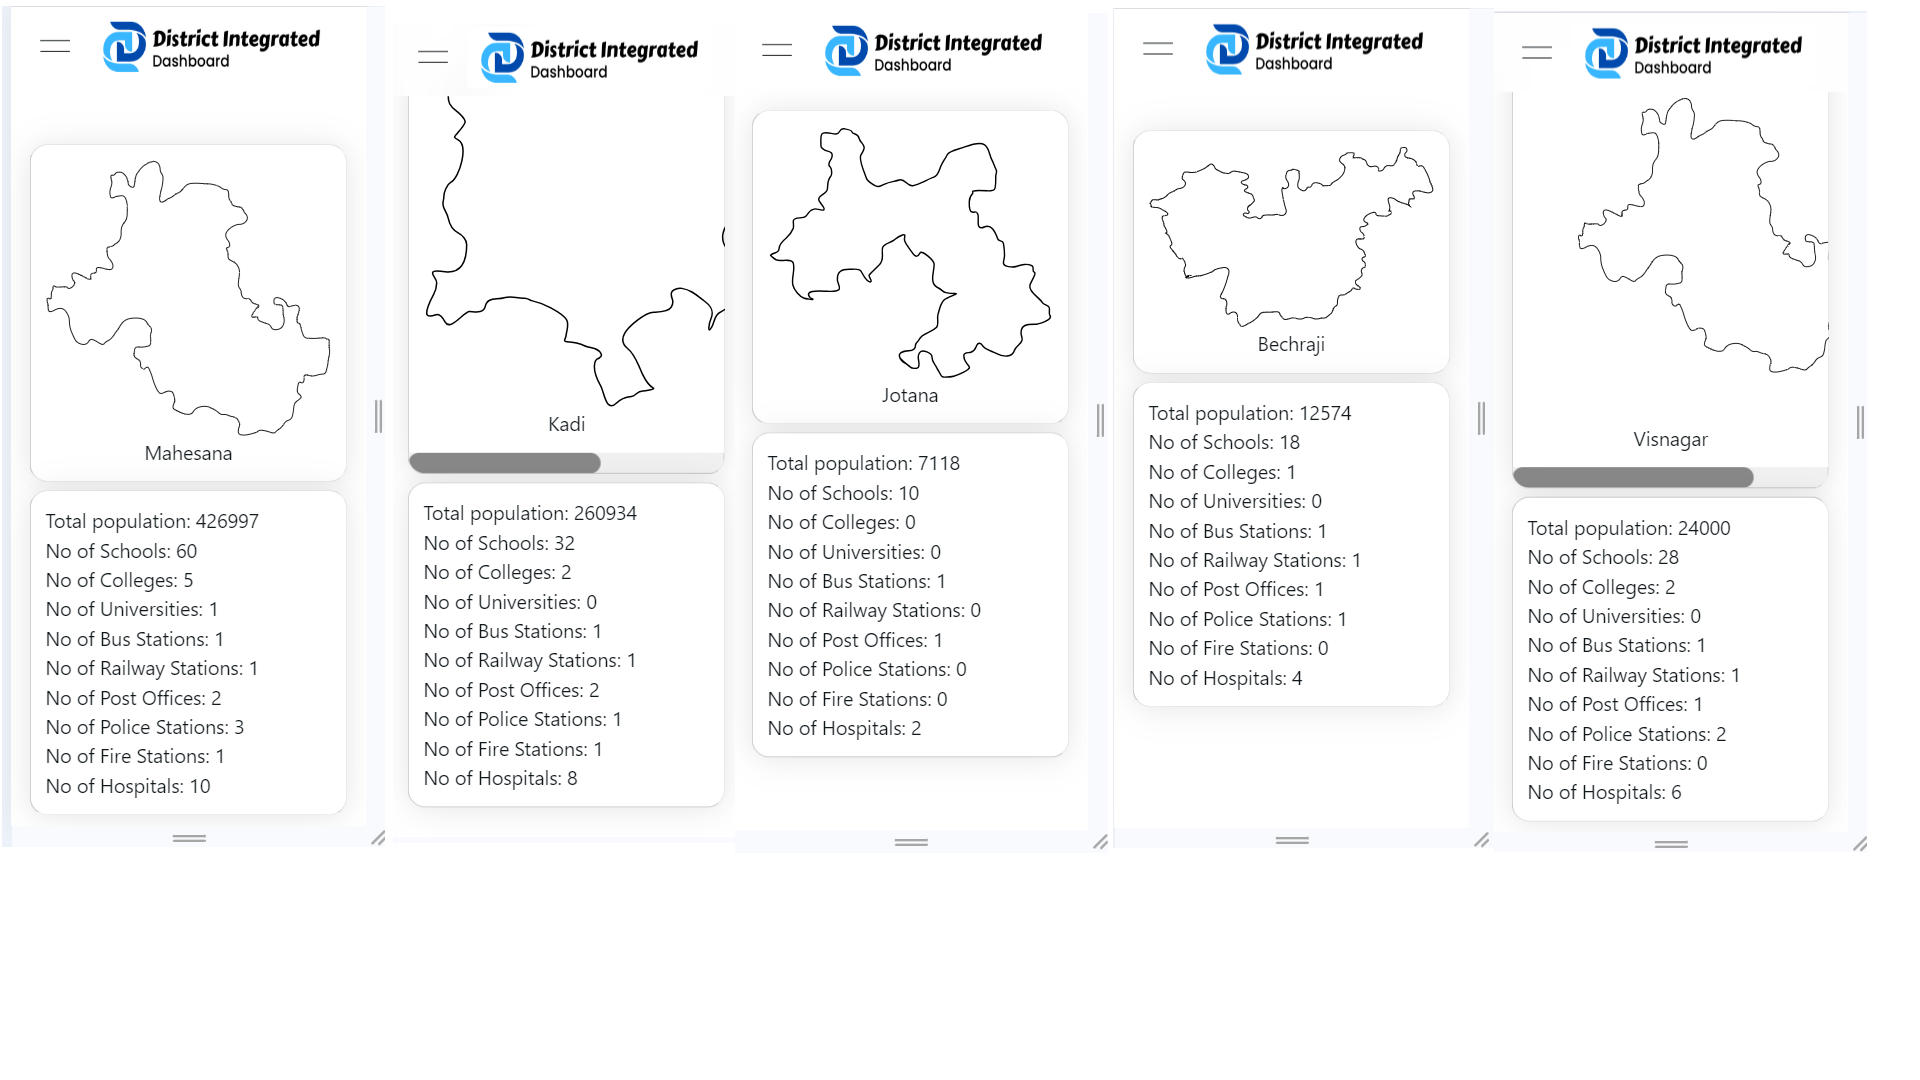 District Integrated
Dashboard
Mahesana
Total population: 426997
No of Schools: 60
No of Colleges: 5
No of Universities: 1
No of Bus Stations: 1
No of Railway Stations: 1
No of Post Offices: 2
No of Police Stations: 3
No of Fire Stations: 1
No of Hospitals: 10
District Integrated
Dashboard
Kadi
Total population: 260934
No of Schools: 32
No of Colleges: 2
No of Universities: 0
No of Bus Stations: 1
No of Railway Stations: 1
No of Post Offices: 2
No of Police Stations: 1
No of Fire Stations: 1
No of Hospitals: 8
District Integrated
Dashboard
Jotana
Total population: 7118
No of Schools: 10
No of Colleges: 0
No of Universities: 0
No of Bus Stations: 1
No of Railway Stations: 0
No of Post Offices: 1
No of Police Stations: 0
No of Fire Stations: 0
No of Hospitals: 2
District Integrated
Dashboard
Bechraji
Total population: 12574
No of Schools: 18
No of Colleges: 1
No of Universities: 0
No of Bus Stations: 1
No of Railway Stations: 1
No of Post Offices: 1
No of Police Stations: 1
No of Fire Stations: 0
No of Hospitals: 4
District Integrated
Dashboard
Visnagar
Total population: 24000
No of Schools: 28
No of Colleges: 2
No of Universities: 0
No of Bus Stations: 1
No of Railway Stations: 1
No of Post Offices: 1
No of Police Stations: 2
No of Fire Stations: 0
No of Hospitals: 6